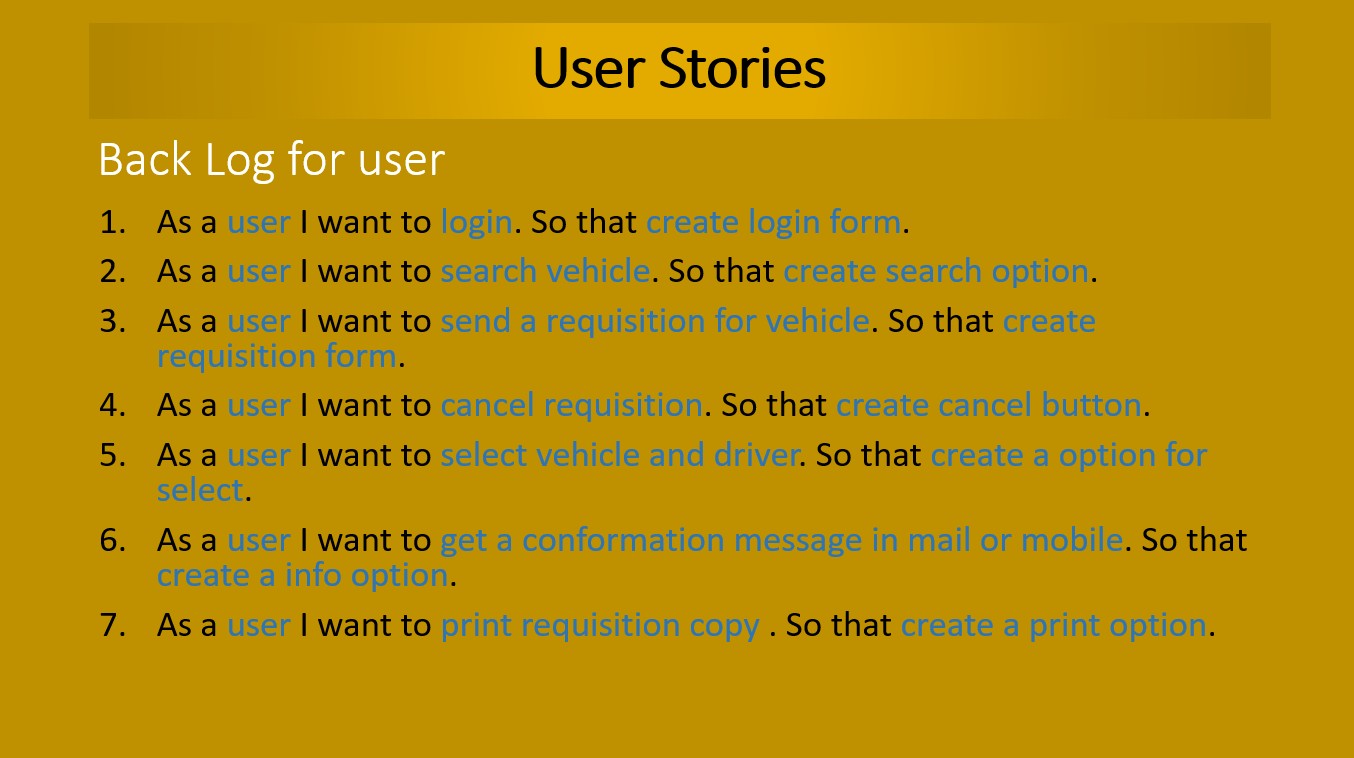 User Stories
Back Log for user
1. As a user I want to login. So that create login form.
2. As a user I want to search vehicle. So that create search option.
3. As a user I want to send a requisition for vehicle. So that create
requisition form.
4. As a user I want to cancel requisition. So that create cancel button.
5. As a user I want to select vehicle and driver. So that create a option for
select.
6. As a user I want to get a conformation message in mail or mobile. So that
create a info option.
7. As a user I want to print requisition copy . So that create a print option.